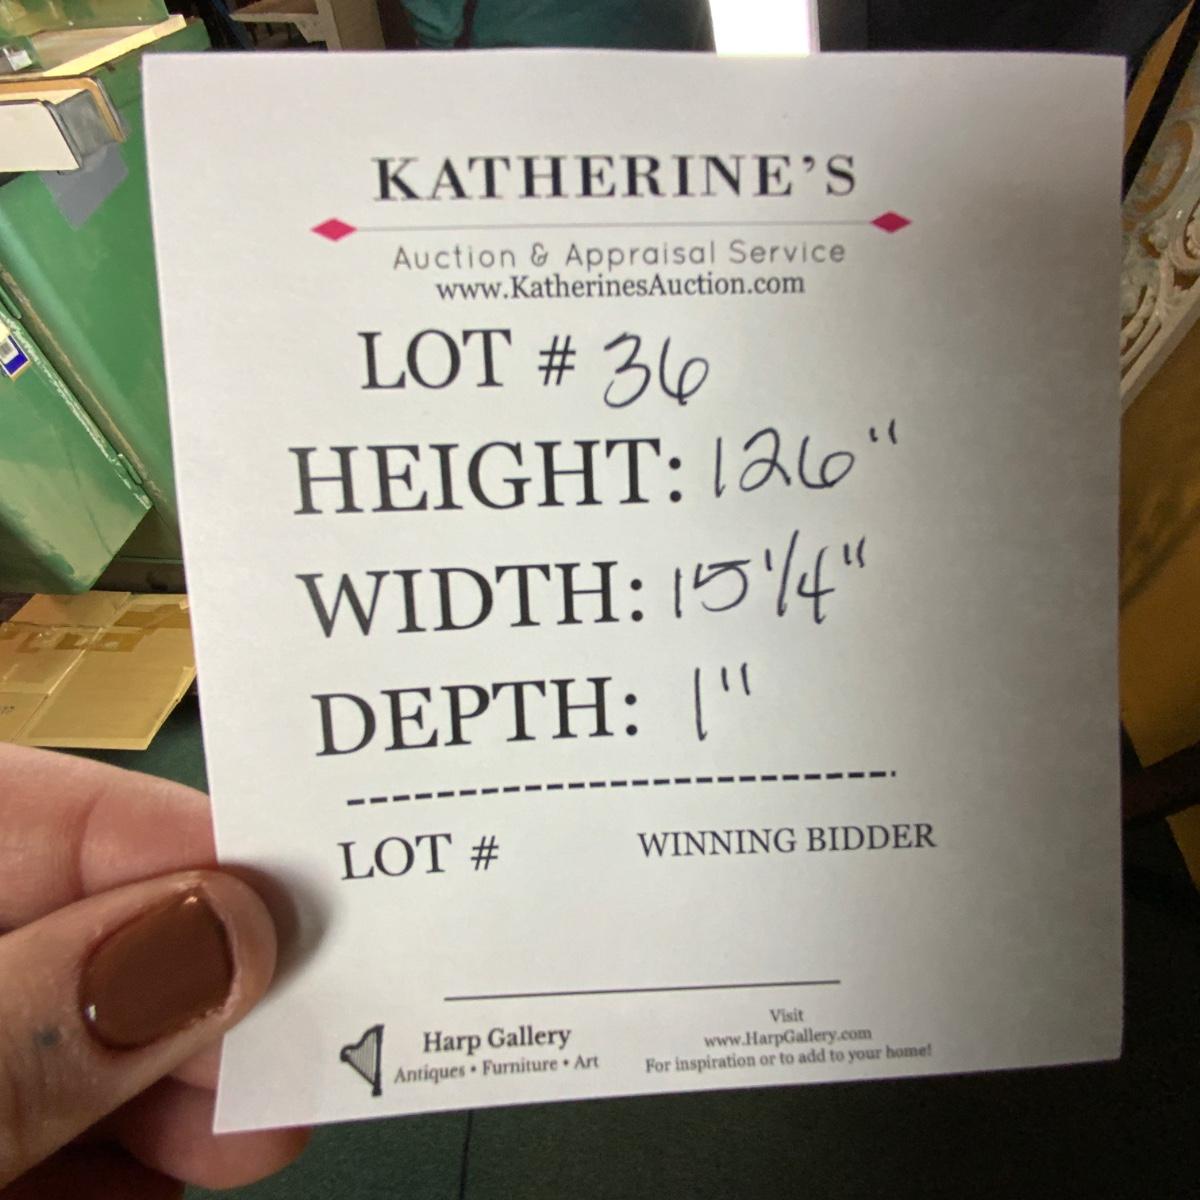 KATHERINE'S
Auction & Appraisal Service
www.KatherinesAuction.com
LOT # 36
HEIGHT: 126"
WIDTH: 15 1/4"
DEPTH: 1"
LOT # WINNING BIDDER
Harp Gallery
Antiques • Furniture • Art
Visit
www.HarpGallery.com
For inspiration or to add to your home!